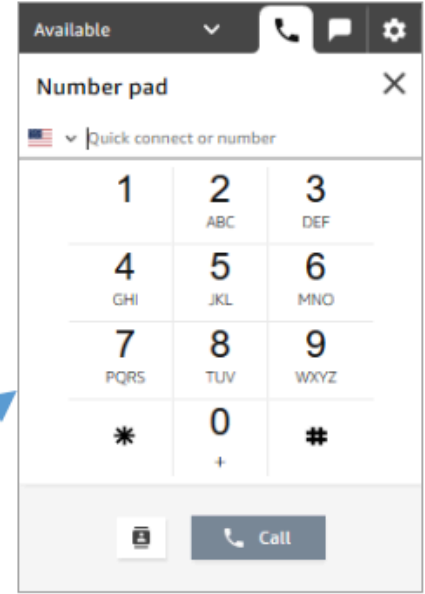 Available
Number pad
Quick connect or number
1 2 3
ABC DEF
4 5 6
GHI JKL MNO
7 8 9
PQRS TUV WXYZ
* 0 #
+
Call